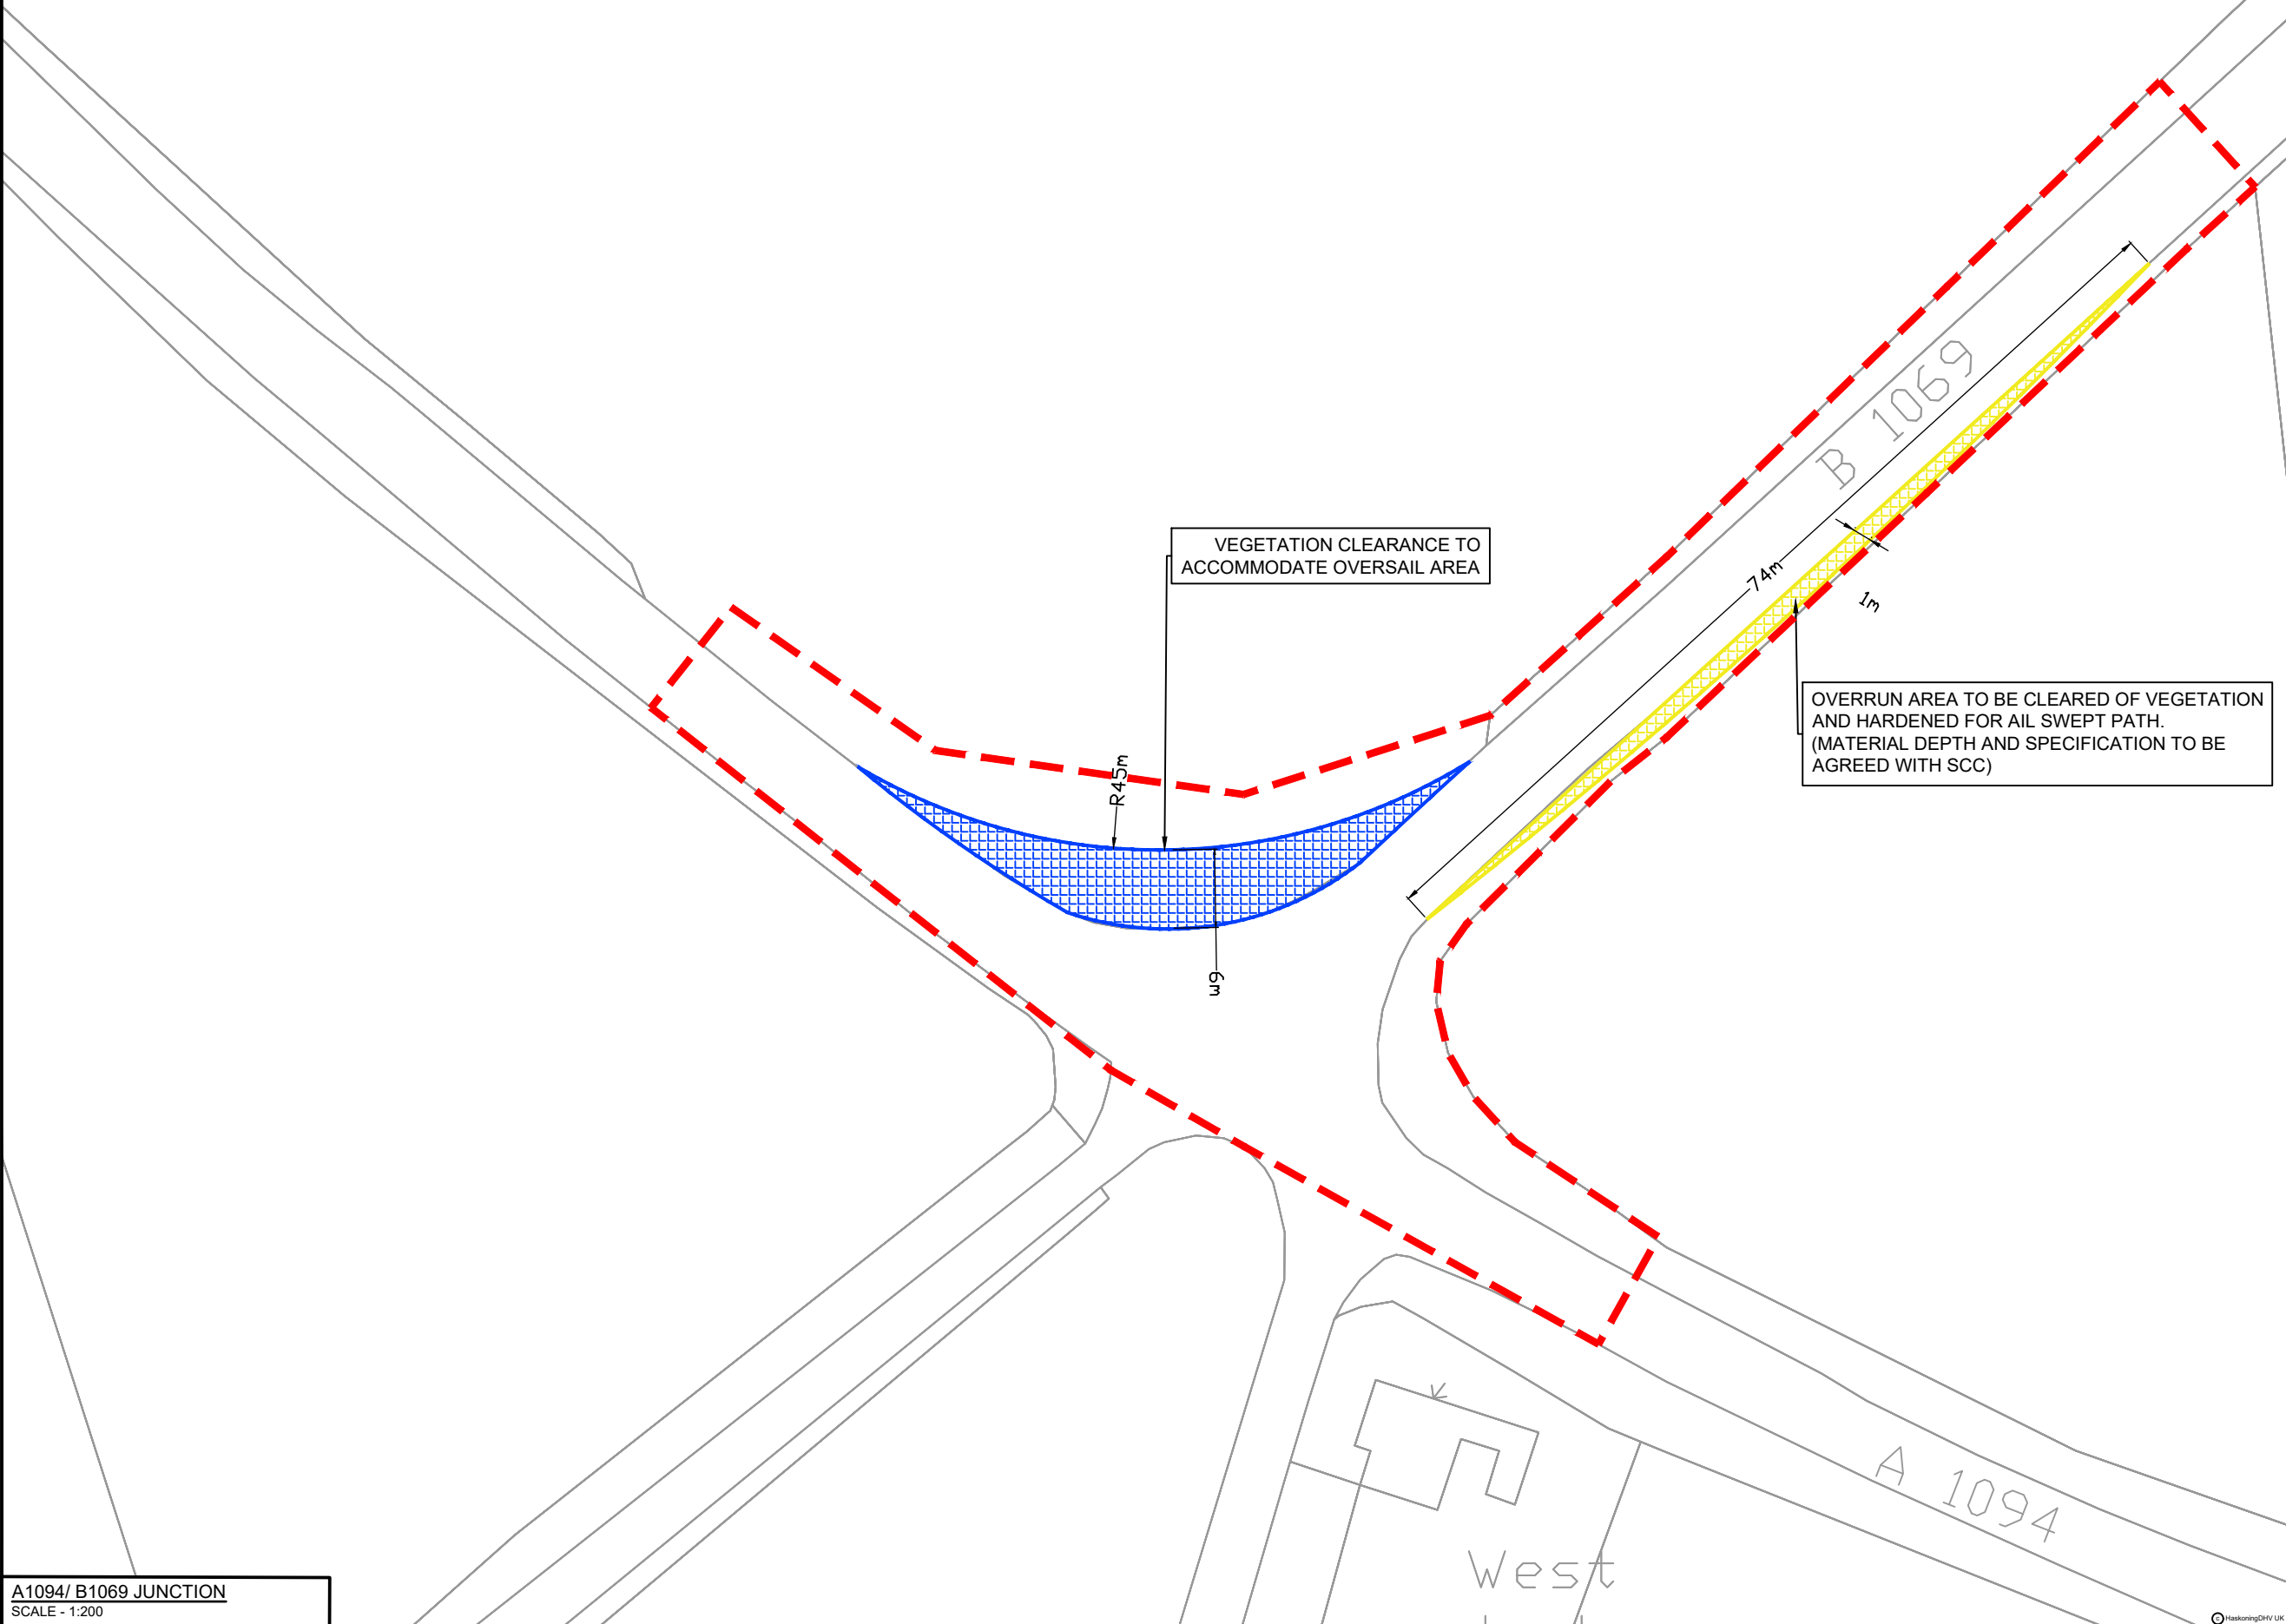 B 1069
VEGETATION CLEARANCE TO
ACCOMMODATE OVERSAIL AREA
74m
1m
OVERRUN AREA TO BE CLEARED OF VEGETATION
AND HARDENED FOR AIL SWEPT PATH.
(MATERIAL DEPTH AND SPECIFICATION TO BE
AGREED WITH SCC)
R45m
6m
A 1094
West
A1094/ B1069 JUNCTION
SCALE - 1:200
© HaskoningDHV UK